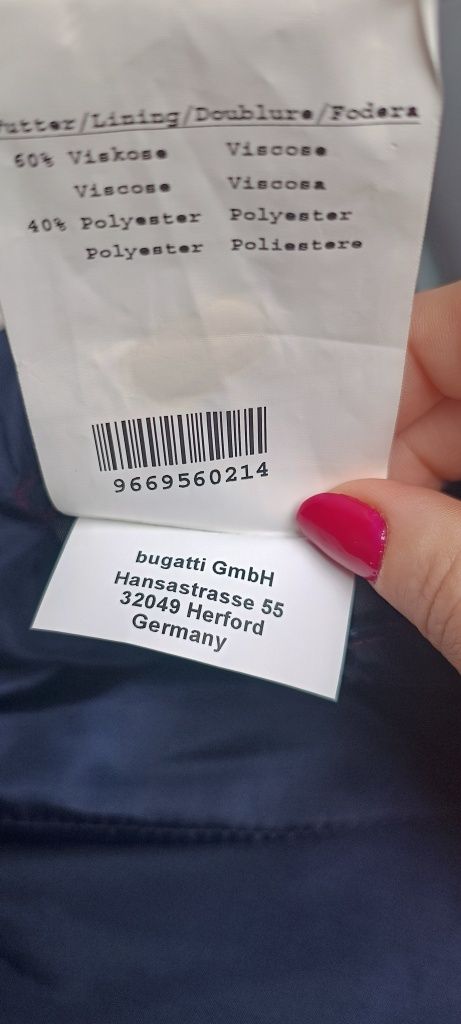 Futter/Lining/Doublure/Fodera
60% Viskose Viscose
Viscose Viscosa
40% Polyester Polyester
Polyester Poliestere
9669560214
bugatti GmbH
Hansastrasse 55
32049 Herford
Germany